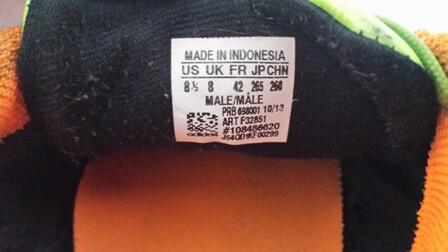 MADE IN INDONESIA
US UK FR JP CHN
8½ 8 42 265 260
MALE/MÂLE
PRB 698001 10/13
ART F32851
#108486620
J54QD1KF00299
adidas